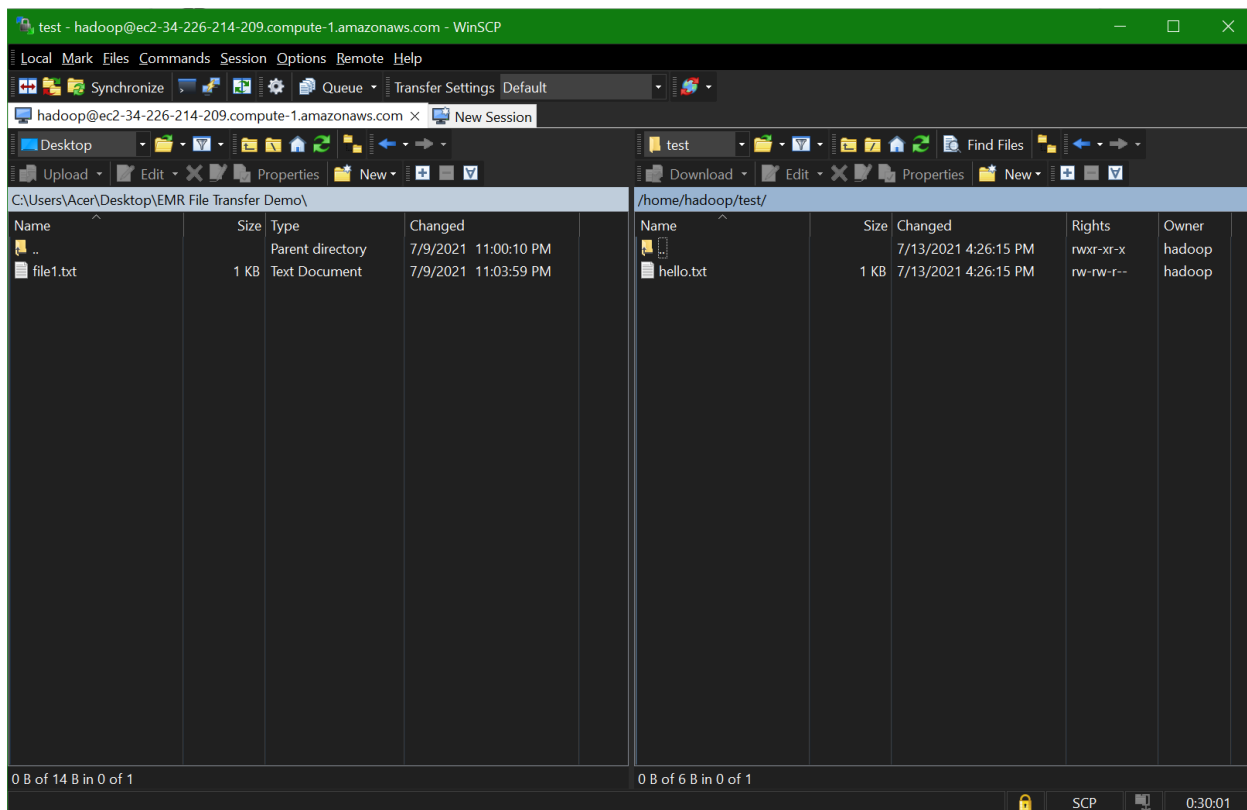 test - hadoop@ec2-34-226-214-209.compute-1.amazonaws.com - WinSCP
Local Mark Files Commands Session Options Remote Help
Synchronize Queue Transfer Settings Default
hadoop@ec2-34-226-214-209.compute-1.amazonaws.com × New Session
Desktop
Upload Edit Properties New
C:\Users\Acer\Desktop\EMR File Transfer Demo\
Name Size Type Changed
.. Parent directory 7/9/2021 11:00:10 PM
file1.txt 1 KB Text Document 7/9/2021 11:03:59 PM
0 B of 14 B in 0 of 1
test Find Files
Download Edit Properties New
/home/hadoop/test/
Name Size Changed Rights Owner
.. 7/13/2021 4:26:15 PM rwxr-xr-x hadoop
hello.txt 1 KB 7/13/2021 4:26:15 PM rw-rw-r-- hadoop
0 B of 6 B in 0 of 1
SCP 0:30:01